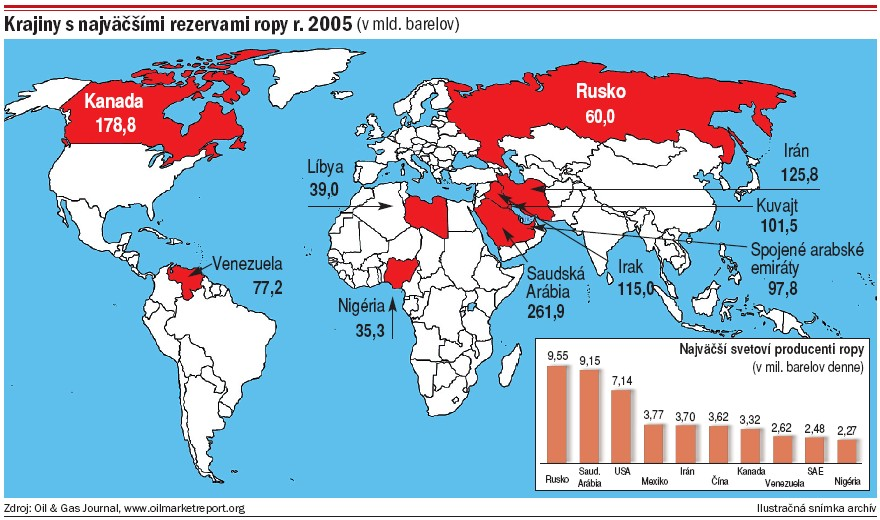 Krajiny s najväčšími rezervami ropy r. 2005 (v mld. barelov)
Kanada
178,8
Rusko
60,0
Irán
125,8
Líbya
39,0
Kuvajt
101,5
Spojené arabské
emiráty
97,8
Venezuela
77,2
Saudská
Arábia
261,9
Irak
115,0
Nigéria
35,3
Najväčší svetoví producenti ropy
(v mil. barelov denne)
9,55
9,15
7,14
3,77
3,70
3,62
3,32
2,62
2,48
2,27
Rusko
Saud.
Arábia
USA
Mexiko
Irán
Čína
Kanada
Venezuela
SAE
Nigéria
Zdroj: Oil & Gas Journal, www.oilmarketreport.org
Ilustračná snímka archív